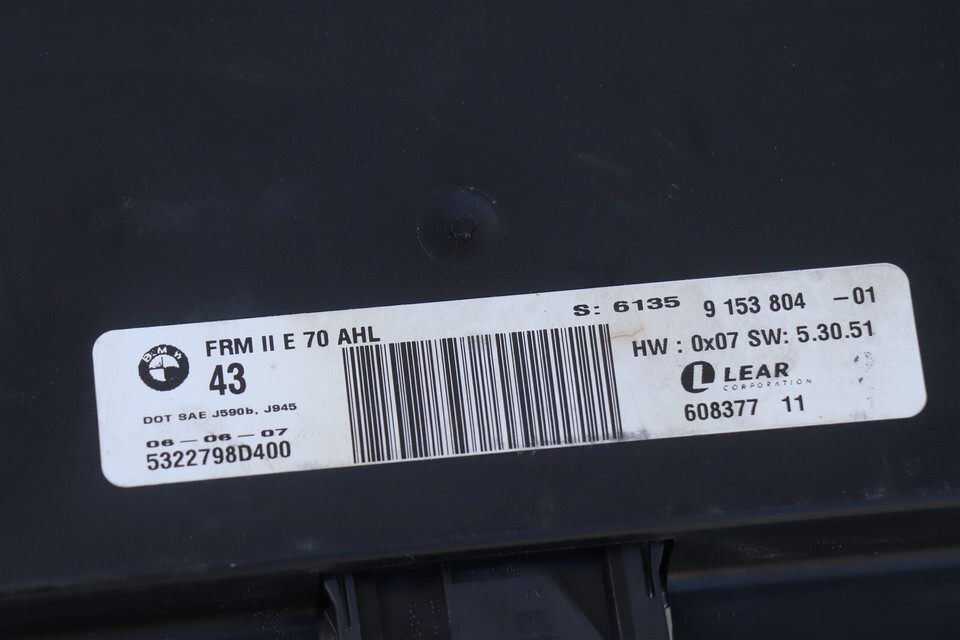 S: 6135 9 153 804 -01
FRM II E 70 AHL
HW : 0x07 SW: 5.30.51
BMW
43
LEAR
CORPORATION
DOT SAE J590b, J945
608377 11
06-06-07
5322798D400